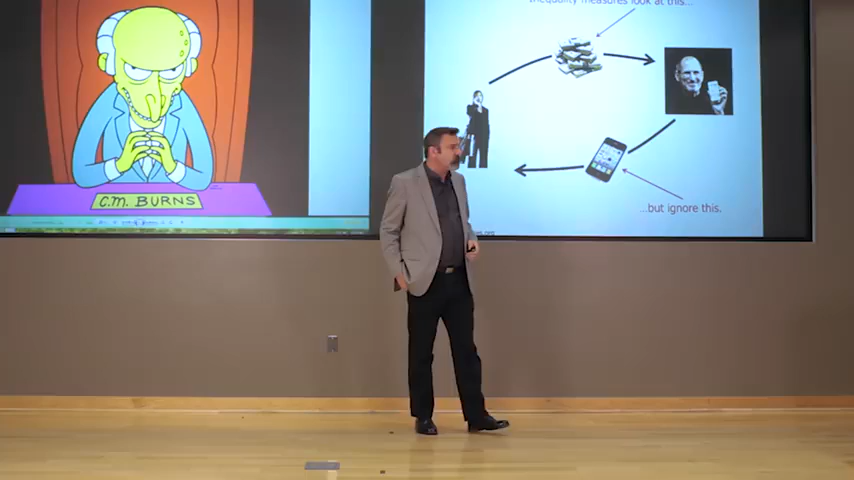 C.M. BURNS
Inequality measures look at this...
...but ignore this.